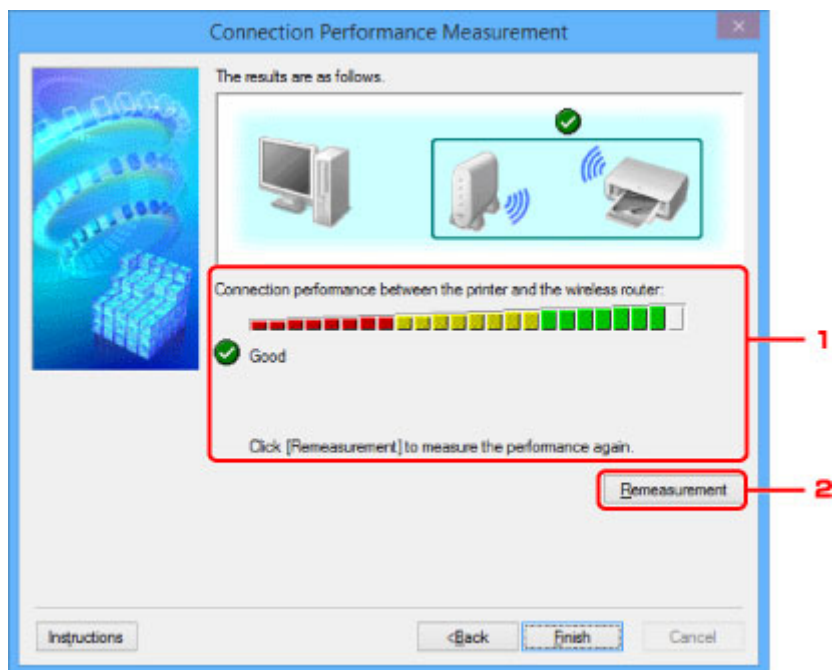 Connection Performance Measurement
The results are as follows.
Connection performance between the printer and the wireless router:
Good
1
Click [Remeasurement] to measure the performance again.
Remeasurement
2
Instructions
<Back
Finish
Cancel